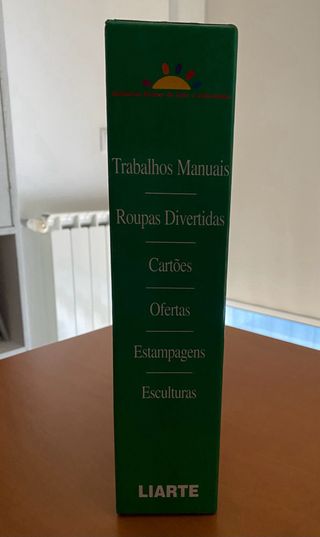 Trabalhos Manuais
Roupas Divertidas
Cartões
Ofertas
Estampagens
Esculturas
LIARTE